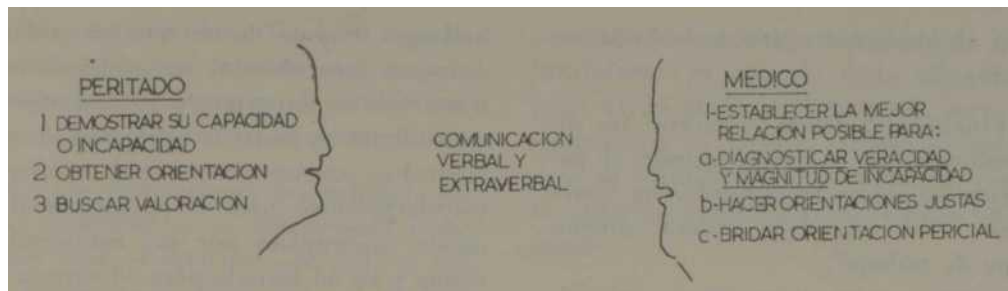 PERITADO
1 DEMOSTRAR SU CAPACIDAD
O INCAPACIDAD
2 OBTENER ORIENTACION
3 BUSCAR VALORACION
COMUNICACION
VERBAL Y
EXTRAVERBAL
MEDICO
1-ESTABLECER LA MEJOR
RELACION POSIBLE PARA:
a-DIAGNOSTICAR VERACIDAD
Y MAGNITUD DE INCAPACIDAD
b-HACER ORIENTACIONES JUSTAS
c-BRIDAR ORIENTACION PERICIAL